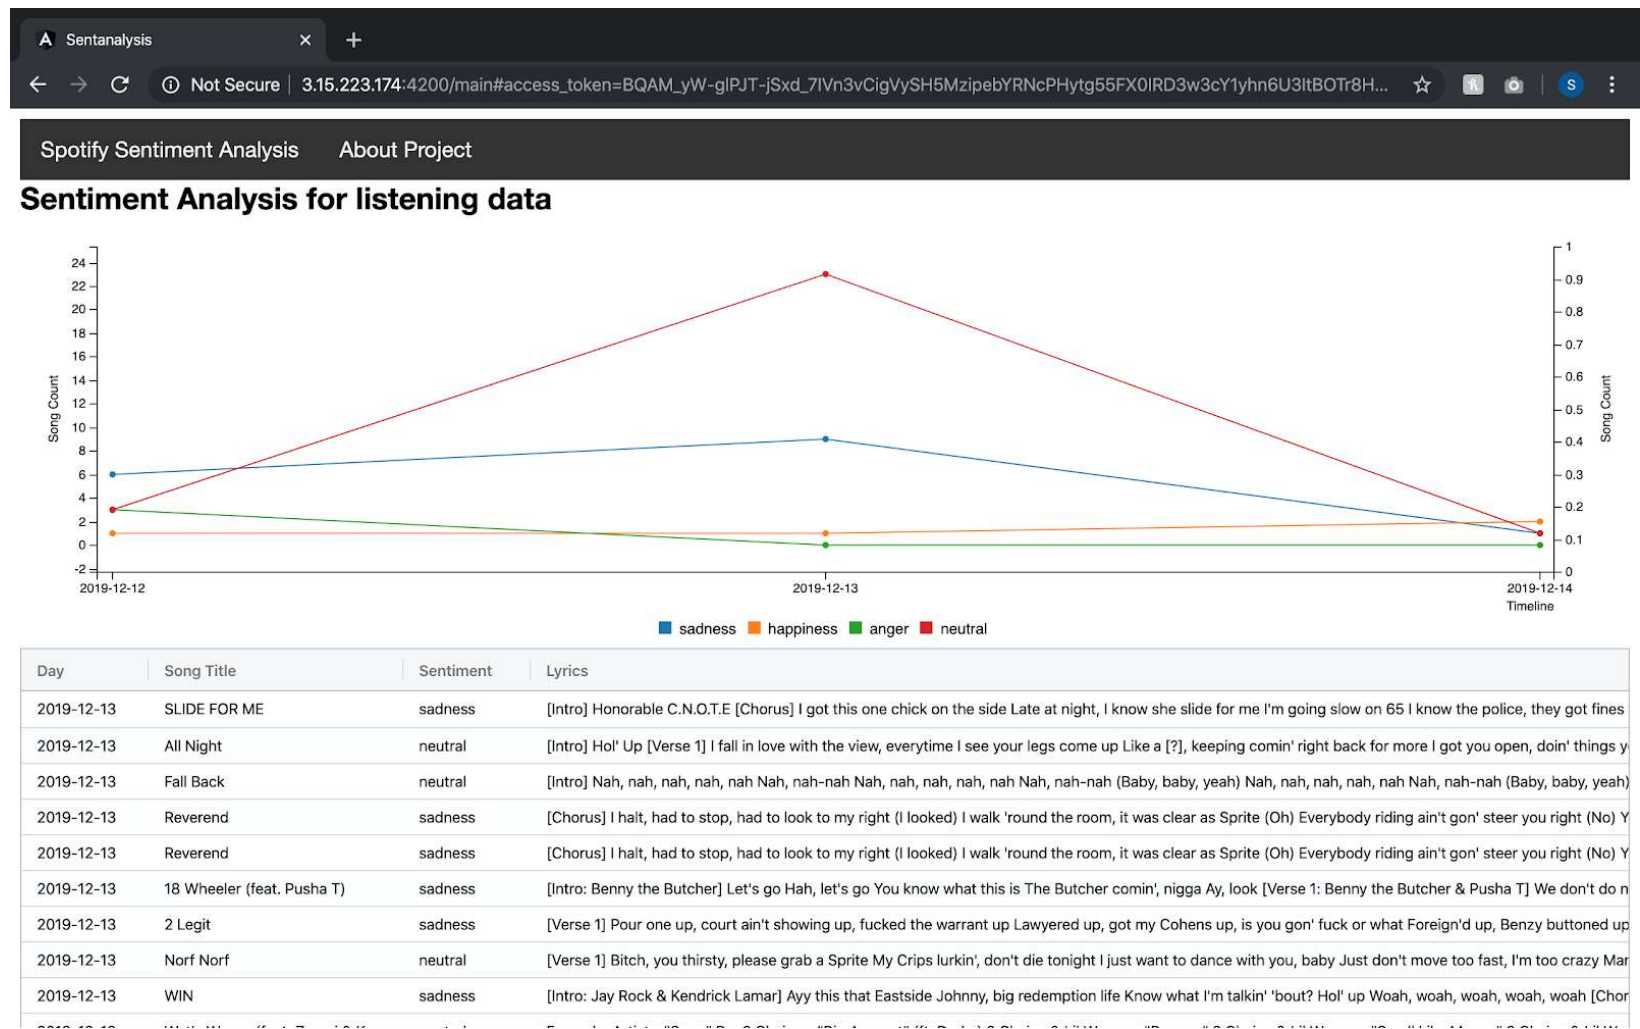 Sentanalysis
Not Secure 3.15.223.174:4200/main#access_token=BQAM_yW-glPJT-jSxd_7lVn3vCigVySH5MzipebYRNcPHytg55FX0lRD3w3cY1yhn6U3ltBOTr8H... S
Spotify Sentiment Analysis About Project
Sentiment Analysis for listening data
24
22
20
18
16
14
12
10
8
6
4
2
0
-2
Song Count
1
0.9
0.8
0.7
0.6
0.5
0.4
0.3
0.2
0.1
0
Song Count
2019-12-12 2019-12-13 2019-12-14
Timeline
sadness happiness anger neutral
Day Song Title Sentiment Lyrics
2019-12-13 SLIDE FOR ME sadness [Intro] Honorable C.N.O.T.E [Chorus] I got this one chick on the side Late at night, I know she slide for me I'm going slow on 65 I know the police, they got fines
2019-12-13 All Night neutral [Intro] Hol' Up [Verse 1] I fall in love with the view, everytime I see your legs come up Like a [?], keeping comin' right back for more I got you open, doin' things y
2019-12-13 Fall Back neutral [Intro] Nah, nah, nah, nah, nah Nah, nah-nah Nah, nah, nah, nah, nah Nah, nah-nah (Baby, baby, yeah) Nah, nah, nah, nah, nah Nah, nah-nah (Baby, baby, yeah)
2019-12-13 Reverend sadness [Chorus] I halt, had to stop, had to look to my right (I looked) I walk 'round the room, it was clear as Sprite (Oh) Everybody riding ain't gon' steer you right (No) Y
2019-12-13 Reverend sadness [Chorus] I halt, had to stop, had to look to my right (I looked) I walk 'round the room, it was clear as Sprite (Oh) Everybody riding ain't gon' steer you right (No) Y
2019-12-13 18 Wheeler (feat. Pusha T) sadness [Intro: Benny the Butcher] Let's go Hah, let's go You know what this is The Butcher comin', nigga Ay, look [Verse 1: Benny the Butcher & Pusha T] We don't do n
2019-12-13 2 Legit sadness [Verse 1] Pour one up, court ain't showing up, fucked the warrant up Lawyered up, got my Cohens up, is you gon' fuck or what Foreign'd up, Benzy buttoned up
2019-12-13 Norf Norf neutral [Verse 1] Bitch, you thirsty, please grab a Sprite My Crips lurkin', don't die tonight I just want to dance with you, baby Just don't move too fast, I'm too crazy Mar
2019-12-13 WIN sadness [Intro: Jay Rock & Kendrick Lamar] Ayy this that Eastside Johnny, big redemption life Know what I'm talkin' 'bout? Hol' up Woah, woah, woah, woah, woah [Chor